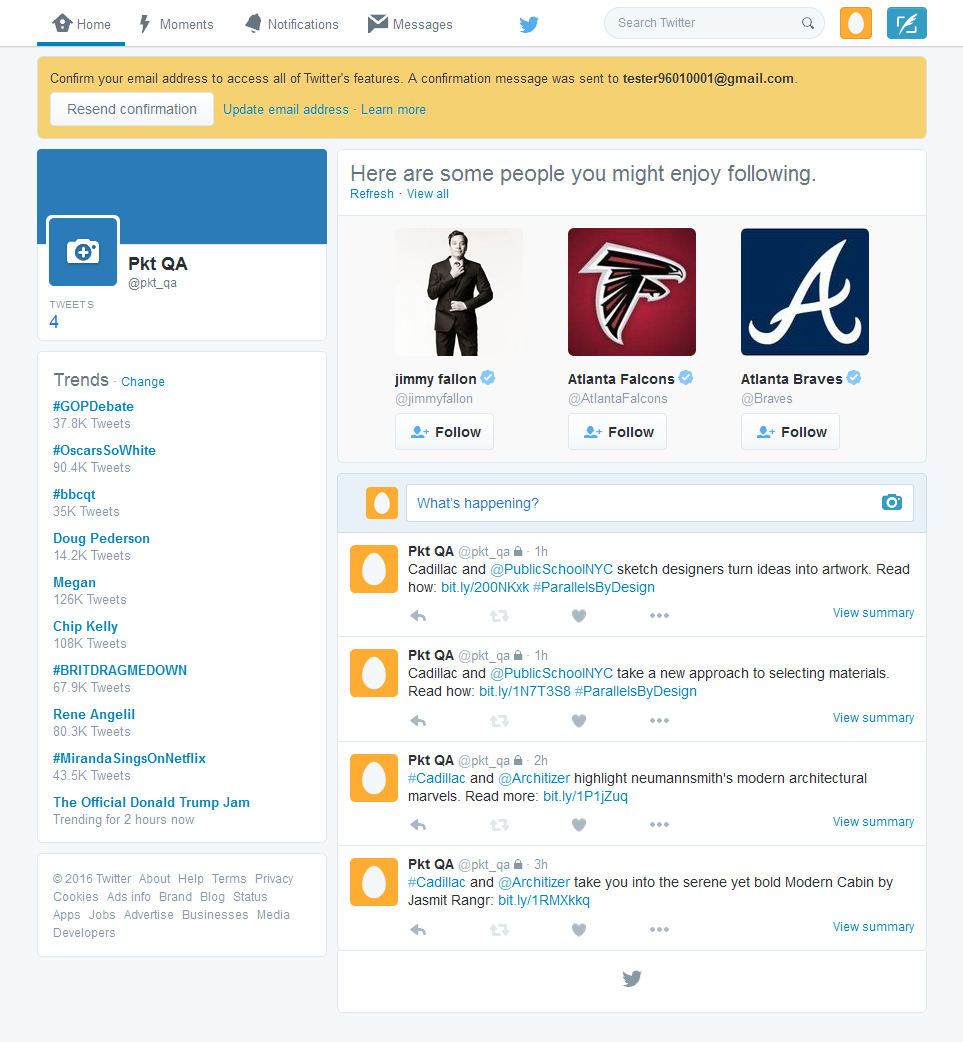 Home Moments Notifications Messages Search Twitter
Confirm your email address to access all of Twitter's features. A confirmation message was sent to tester96010001@gmail.com.
Resend confirmation Update email address · Learn more
Pkt QA
@pkt_qa
TWEETS
4
Trends · Change
#GOPDebate
37.8K Tweets
#OscarsSoWhite
90.4K Tweets
#bbcqt
35K Tweets
Doug Pederson
14.2K Tweets
Megan
126K Tweets
Chip Kelly
108K Tweets
#BRITDRAGMEDOWN
67.9K Tweets
Rene Angelil
80.3K Tweets
#MirandaSingsOnNetflix
43.5K Tweets
The Official Donald Trump Jam
Trending for 2 hours now
© 2016 Twitter About Help Terms Privacy
Cookies Ads info Brand Blog Status
Apps Jobs Advertise Businesses Media
Developers
Here are some people you might enjoy following.
Refresh · View all
jimmy fallon
@jimmyfallon
Follow
Atlanta Falcons
@AtlantaFalcons
Follow
Atlanta Braves
@Braves
Follow
What's happening?
Pkt QA @pkt_qa · 1h
Cadillac and @PublicSchoolNYC sketch designers turn ideas into artwork. Read
how: bit.ly/200NKxk #ParallelsByDesign
View summary
Pkt QA @pkt_qa · 1h
Cadillac and @PublicSchoolNYC take a new approach to selecting materials.
Read how: bit.ly/1N7T3S8 #ParallelsByDesign
View summary
Pkt QA @pkt_qa · 2h
#Cadillac and @Architizer highlight neumannsmith's modern architectural
marvels. Read more: bit.ly/1P1jZuq
View summary
Pkt QA @pkt_qa · 3h
#Cadillac and @Architizer take you into the serene yet bold Modern Cabin by
Jasmit Rangr: bit.ly/1RMXkkq
View summary